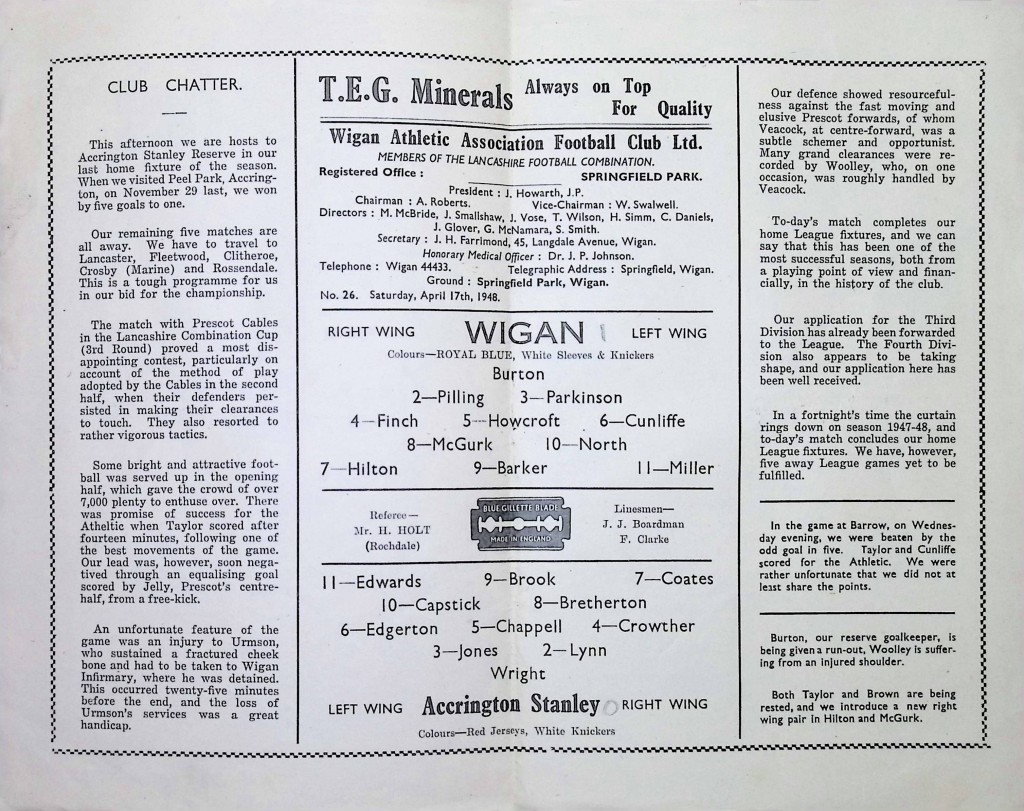 CLUB CHATTER.
This afternoon we are hosts to
Accrington Stanley Reserve in our
last home fixture of the season.
When we visited Peel Park, Accring-
ton, on November 29 last, we won
by five goals to one.
Our remaining five matches are
all away. We have to travel to
Lancaster, Fleetwood, Clitheroe,
Crosby (Marine) and Rossendale.
This is a tough programme for us
in our bid for the championship.
The match with Prescot Cables
in the Lancashire Combination Cup
(3rd Round) proved a most dis-
appointing contest, particularly on
account of the method of play
adopted by the Cables in the second
half, when their defenders per-
sisted in making their clearances
to touch. They also resorted to
rather vigorous tactics.
Some bright and attractive foot-
ball was served up in the opening
half, which gave the crowd of over
7,000 plenty to enthuse over. There
was promise of success for the
Atheltic when Taylor scored after
fourteen minutes, following one of
the best movements of the game.
Our lead was, however, soon nega-
tived through an equalising goal
scored by Jelly, Prescot's centre-
half, from a free-kick.
An unfortunate feature of the
game was an injury to Urmson,
who sustained a fractured cheek
bone and had to be taken to Wigan
Infirmary, where he was detained.
This occurred twenty-five minutes
before the end, and the loss of
Urmson's services was a great
handicap.
T.E.G. Minerals Always on Top
For Quality
Wigan Athletic Association Football Club Ltd.
MEMBERS OF THE LANCASHIRE FOOTBALL COMBINATION.
Registered Office : SPRINGFIELD PARK.
President : J. Howarth, J.P.
Chairman : A. Roberts. Vice-Chairman : W. Swalwell.
Directors : M. McBride, J. Smallshaw, J. Vose, T. Wilson, H. Simm, C. Daniels,
J. Glover, G. McNamara, S. Smith.
Secretary : J. H. Farrimond, 45, Langdale Avenue, Wigan.
Honorary Medical Officer : Dr. J. P. Johnson.
Telephone : Wigan 44433. Telegraphic Address : Springfield, Wigan.
Ground : Springfield Park, Wigan.
No. 26. Saturday, April 17th, 1948.
RIGHT WING WIGAN LEFT WING
Colours—ROYAL BLUE, White Sleeves & Knickers
Burton
2—Pilling 3—Parkinson
4—Finch 5—Howcroft 6—Cunliffe
8—McGurk 10—North
7—Hilton 9—Barker 11—Miller
Referee—
Mr. H. HOLT
(Rochdale)
BLUE GILLETTE BLADE
MADE IN ENGLAND
Linesmen—
J. J. Boardman
F. Clarke
11—Edwards 9—Brook 7—Coates
10—Capstick 8—Bretherton
6—Edgerton 5—Chappell 4—Crowther
3—Jones 2—Lynn
Wright
LEFT WING Accrington Stanley RIGHT WING
Colours—Red Jerseys, White Knickers
Our defence showed resourceful-
ness against the fast moving and
elusive Prescot forwards, of whom
Veacock, at centre-forward, was a
subtle schemer and opportunist.
Many grand clearances were re-
corded by Woolley, who, on one
occasion, was roughly handled by
Veacock.
To-day's match completes our
home League fixtures, and we can
say that this has been one of the
most successful seasons, both from
a playing point of view and finan-
cially, in the history of the club.
Our application for the Third
Division has already been forwarded
to the League. The Fourth Divi-
sion also appears to be taking
shape, and our application here has
been well received.
In a fortnight's time the curtain
rings down on season 1947-48, and
to-day's match concludes our home
League fixtures. We have, however,
five away League games yet to be
fulfilled.
In the game at Barrow, on Wednes-
day evening, we were beaten by the
odd goal in five. Taylor and Cunliffe
scored for the Athletic. We were
rather unfortunate that we did not at
least share the points.
Burton, our reserve goalkeeper, is
being given a run-out, Woolley is suffer-
ing from an injured shoulder.
Both Taylor and Brown are being
rested, and we introduce a new right
wing pair in Hilton and McGurk.